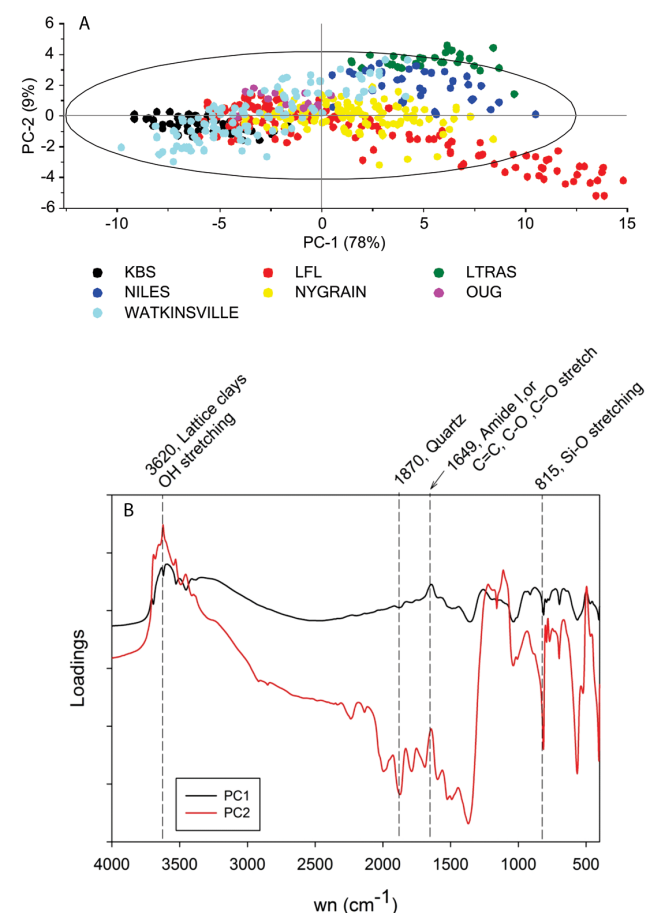 A
6
4
2
0
-2
-4
-6
PC-2 (9%)
-10 -5 0 5 10 15
PC-1 (78%)
KBS LFL LTRAS
NILES NYGRAIN OUG
WATKINSVILLE
3620, Lattice clays
OH stretching
1870, Quartz
1649, Amide I,or
C=C, C-O ,C=O stretch
815, Si-O stretching
B
Loadings
PC1
PC2
4000 3500 3000 2500 2000 1500 1000 500
wn (cm-1)